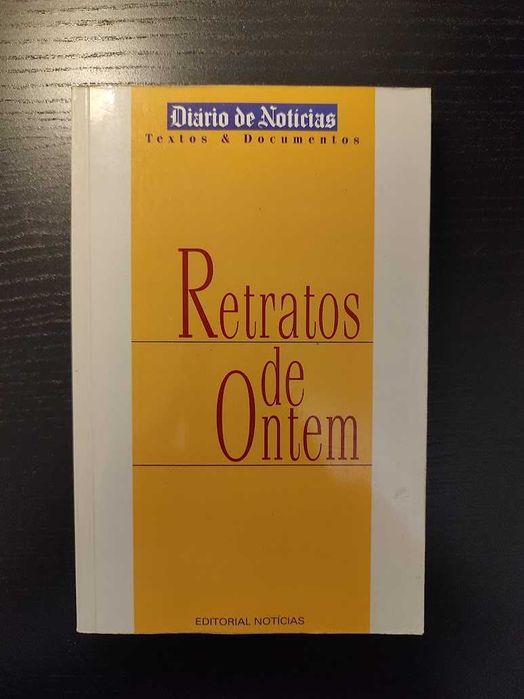 Diário de Notícias
Textos & Documentos
Retratos
de
Ontem
EDITORIAL NOTÍCIAS